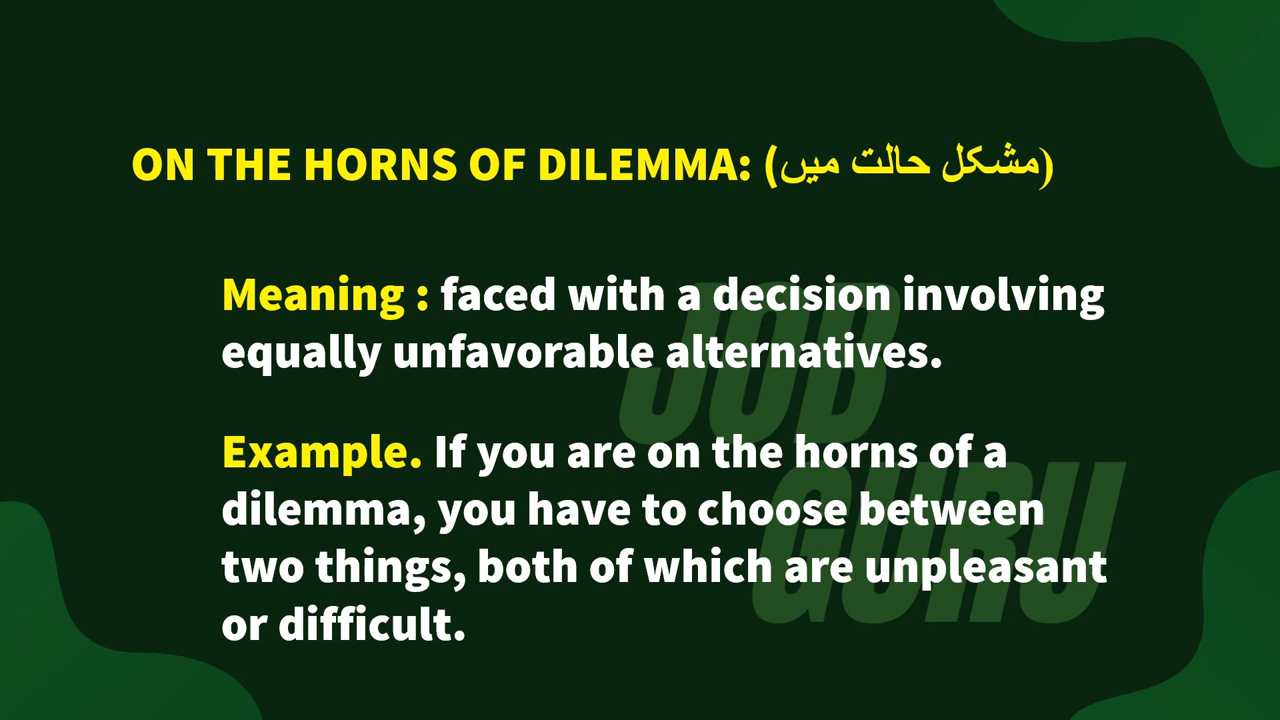 ON THE HORNS OF DILEMMA: (مشکل حالت میں)
Meaning : faced with a decision involving
equally unfavorable alternatives.
Example. If you are on the horns of a
dilemma, you have to choose between
two things, both of which are unpleasant
or difficult.
JOB
GURU